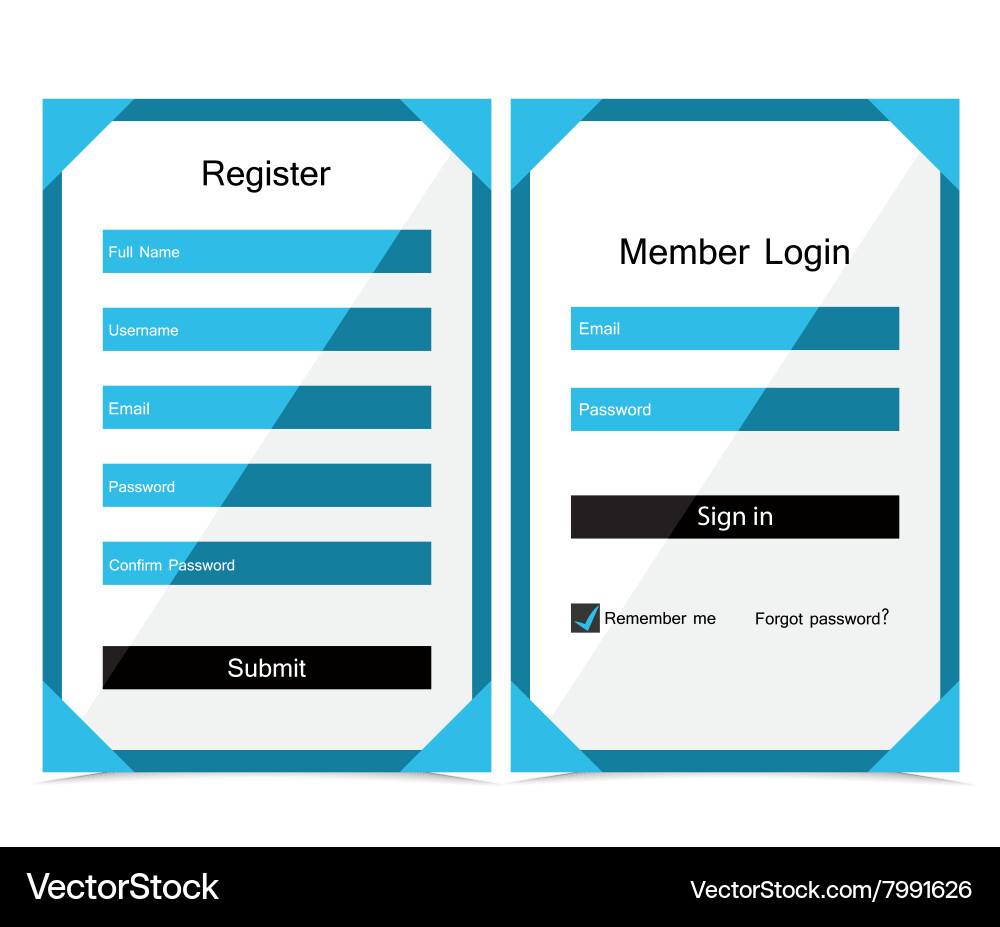 Register
Full Name
Username
Email
Password
Confirm Password
Submit
Member Login
Email
Password
Sign in
Remember me
Forgot password?
VectorStock
VectorStock.com/7991626